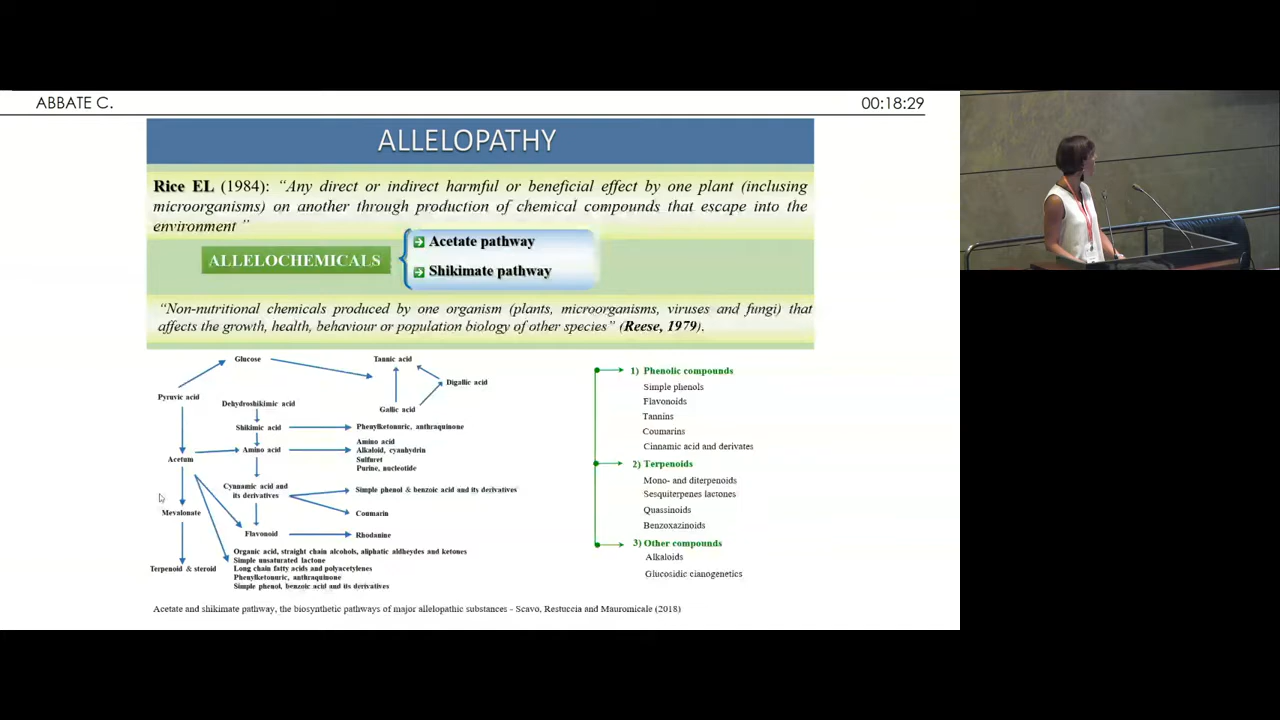 ABBATE C.
00:18:29
ALLELOPATHY
Rice EL (1984): “Any direct or indirect harmful or beneficial effect by one plant (inclusing
microorganisms) on another through production of chemical compounds that escape into the
environment ”
ALLELOCHEMICALS
Acetate pathway
Shikimate pathway
“Non-nutritional chemicals produced by one organism (plants, microorganisms, viruses and fungi) that
affects the growth, health, behaviour or population biology of other species” (Reese, 1979).
Glucose
Tannic acid
Digallic acid
Pyruvic acid
Dehydroshikimic acid
Gallic acid
Shikimic acid
Phenylketonuric, anthraquinone
Acetum
Amino acid
Amino acid
Alkaloid, cyanhydrin
Sulfuret
Purine, nucleotide
Cynnamic acid and
its derivatives
Simple phenol & benzoic acid and its derivatives
Mevalonate
Coumarin
Flavonoid
Rhodanine
Terpenoid & steroid
Organic acid, straight chain alcohols, aliphatic aldheydes and ketones
Simple unsaturated lactone
Long chain fatty acids and polyacetylenes
Phenylketonuric, anthraquinone
Simple phenol, benzoic acid and its derivatives
1) Phenolic compounds
Simple phenols
Flavonoids
Tannins
Coumarins
Cinnamic acid and derivates
2) Terpenoids
Mono- and diterpenoids
Sesquiterpenes lactones
Quassinoids
Benzoxazinoids
3) Other compounds
Alkaloids
Glucosidic cianogenetics
Acetate and shikimate pathway, the biosynthetic pathways of major allelopathic substances - Scavo, Restuccia and Mauromicale (2018)